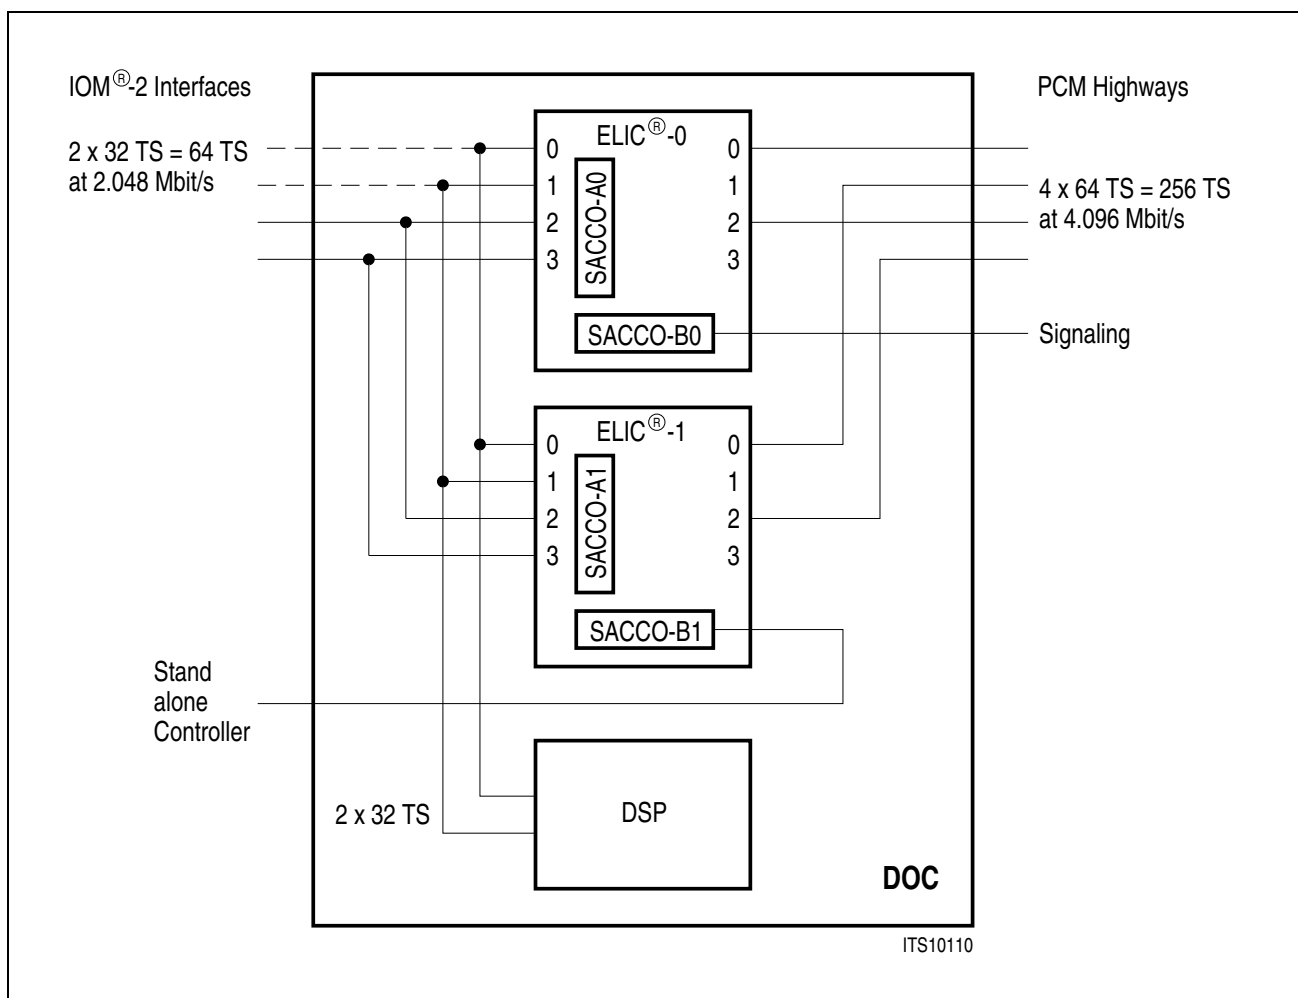 IOM®-2 Interfaces
PCM Highways
2 x 32 TS = 64 TS
at 2.048 Mbit/s
4 x 64 TS = 256 TS
at 4.096 Mbit/s
ELIC®-0
0
1
2
3
SACCO-A0
0
1
2
3
SACCO-B0
Signaling
ELIC®-1
0
1
2
3
SACCO-A1
0
1
2
3
SACCO-B1
Stand
alone
Controller
2 x 32 TS
DSP
DOC
ITS10110